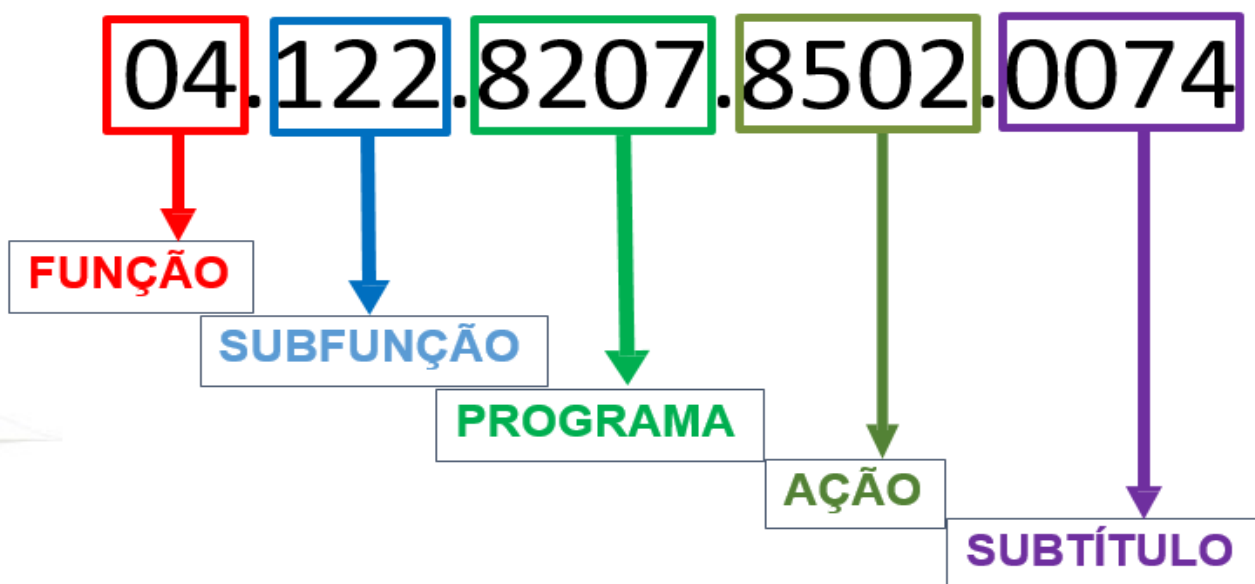 04.122.8207.8502.0074
FUNÇÃO
SUBFUNÇÃO
PROGRAMA
AÇÃO
SUBTÍTULO